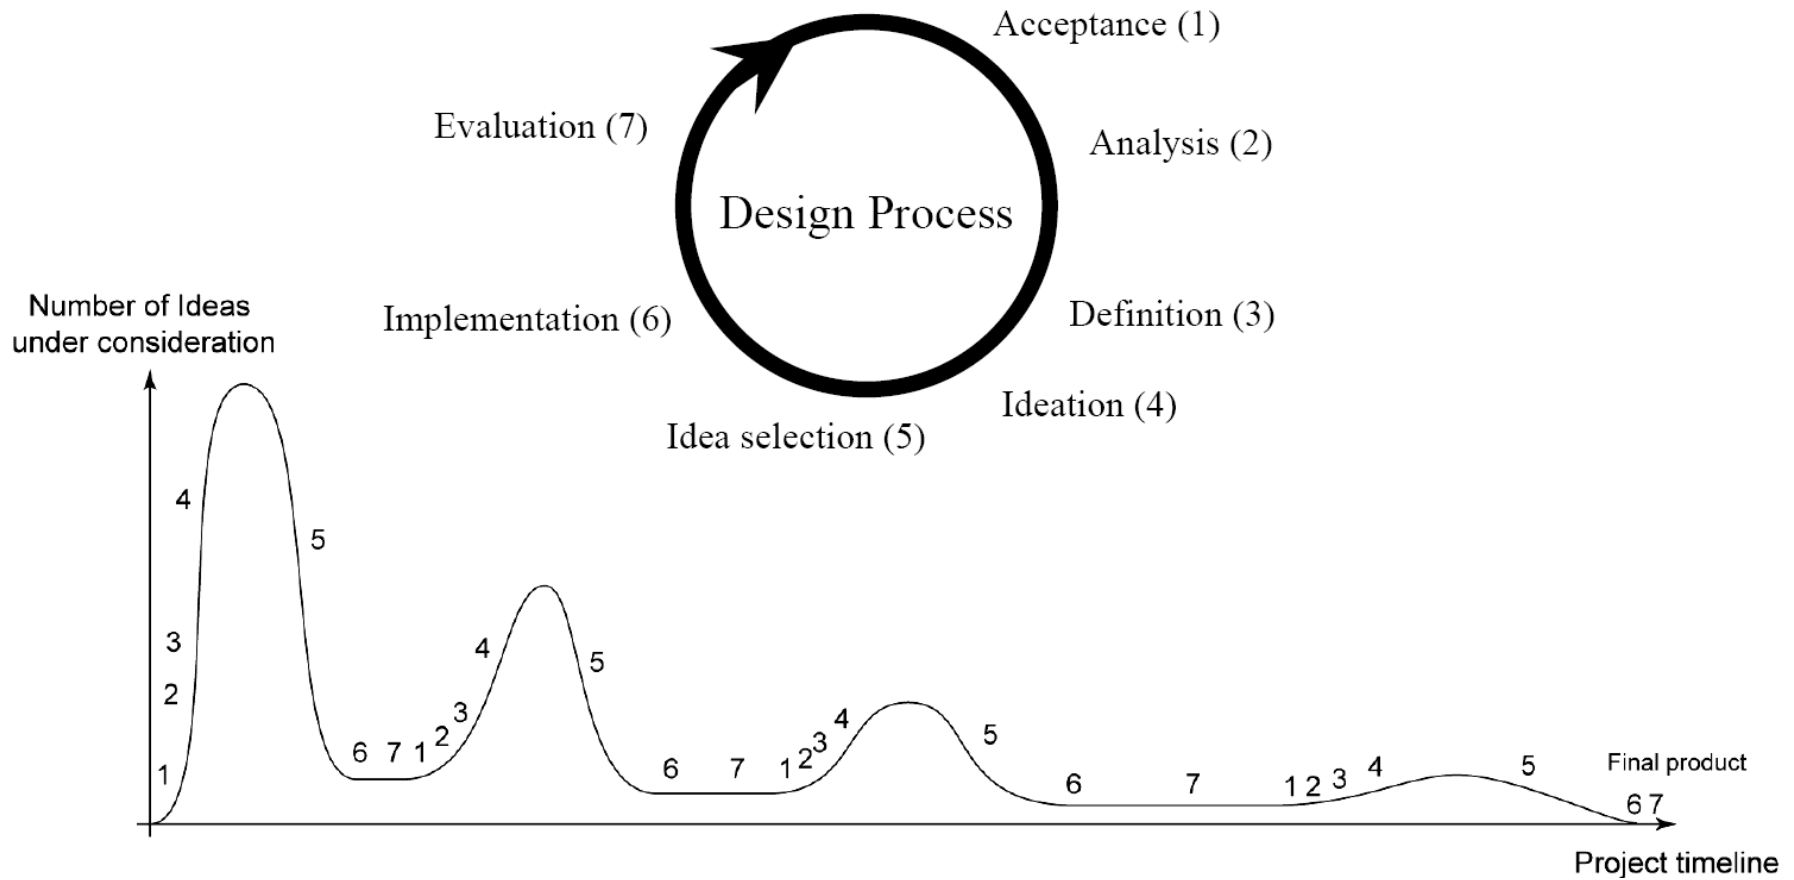 Acceptance (1)
Analysis (2)
Definition (3)
Ideation (4)
Idea selection (5)
Implementation (6)
Evaluation (7)
Design Process
Number of Ideas
under consideration
1
2
3
4
5
6 7 1 2 3 4
5
6 7 1 2 3 4
5
6 7 1 2 3 4
5
Final product
6 7
Project timeline